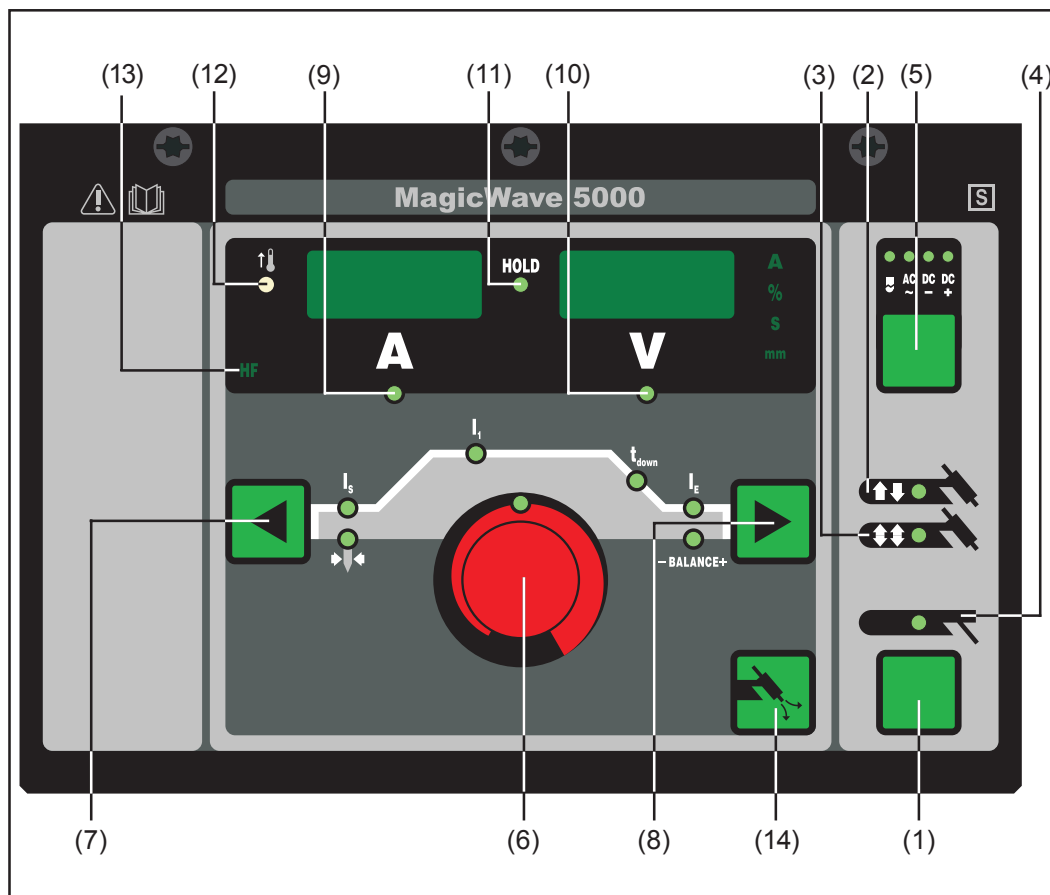 (13) (12) (9) (11) (10) (3) (2) (5) (4)
MagicWave 5000
S
HOLD
A
%
S
mm
AC DC DC
~ − +
A V
HF
I1
tdown
IS IE
− BALANCE+
(7) (6) (8) (14) (1)